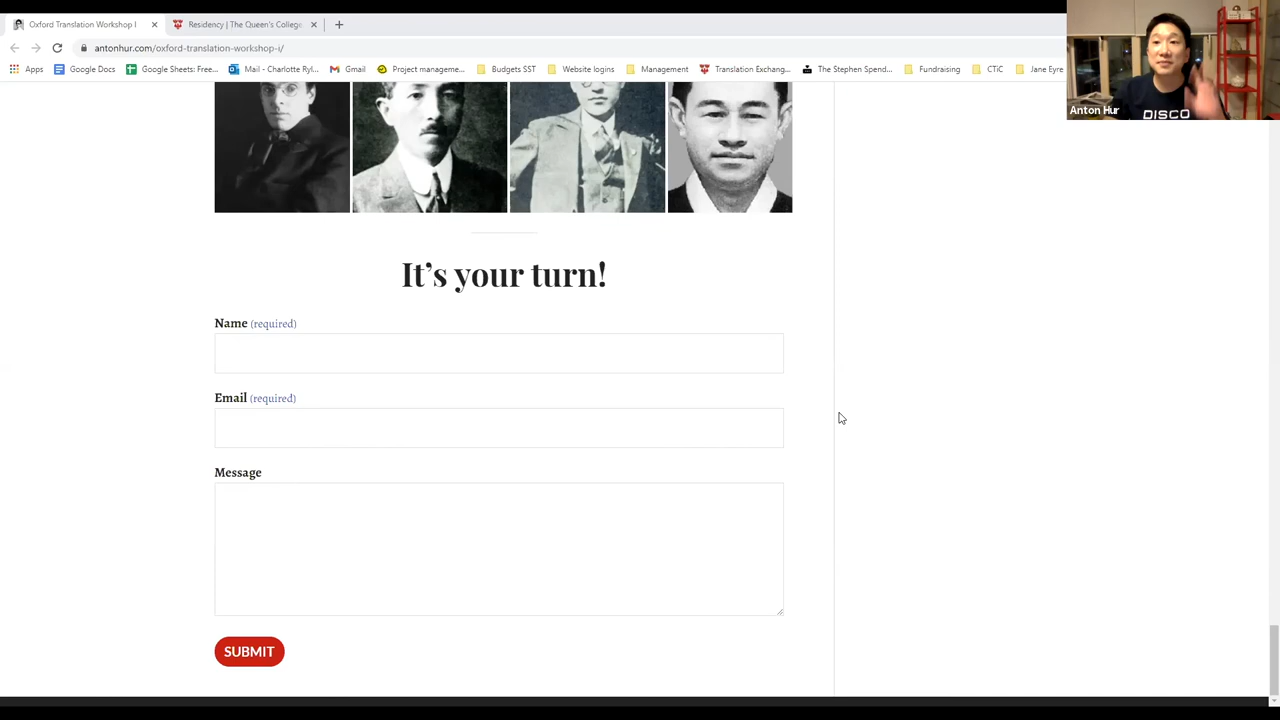 Oxford Translation Workshop I
Residency | The Queen's College,
antonhur.com/oxford-translation-workshop-i/
Apps Google Docs Google Sheets: Free... Mail - Charlotte Ryl... Gmail Project manageme... Budgets SST Website logins Management Translation Exchang... The Stephen Spend... Fundraising CTiC Jane Eyre
Anton Hur
DISCO
It's your turn!
Name (required)
Email (required)
Message
SUBMIT